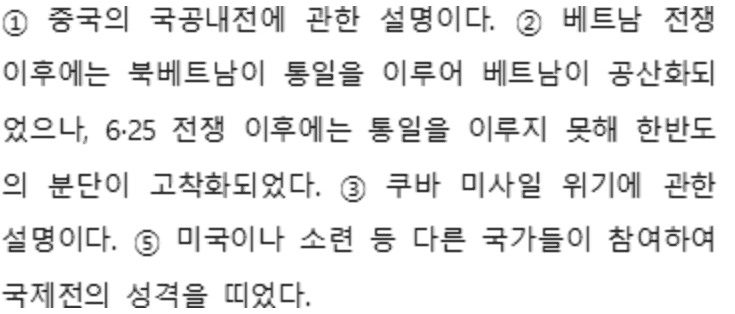 ① 중국의 국공내전에 관한 설명이다. ② 베트남 전쟁
이후에는 북베트남이 통일을 이루어 베트남이 공산화되
었으나, 6·25 전쟁 이후에는 통일을 이루지 못해 한반도
의 분단이 고착화되었다. ③ 쿠바 미사일 위기에 관한
설명이다. ⑤ 미국이나 소련 등 다른 국가들이 참여하여
국제전의 성격을 띠었다.